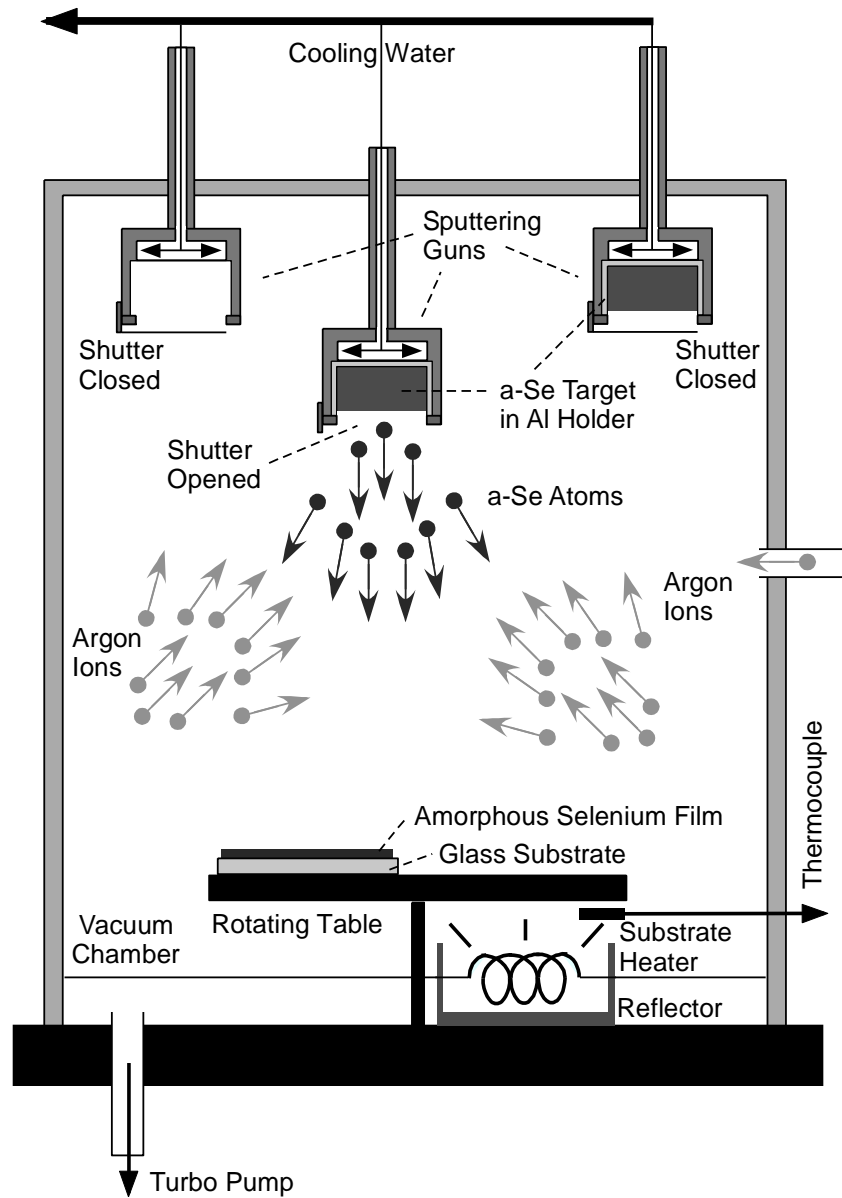 Cooling Water
Sputtering
Guns
Shutter
Closed
Shutter
Closed
a-Se Target
in Al Holder
Shutter
Opened
a-Se Atoms
Argon
Ions
Argon
Ions
Thermocouple
Amorphous Selenium Film
Glass Substrate
Vacuum
Chamber
Rotating Table
Substrate
Heater
Reflector
Turbo Pump